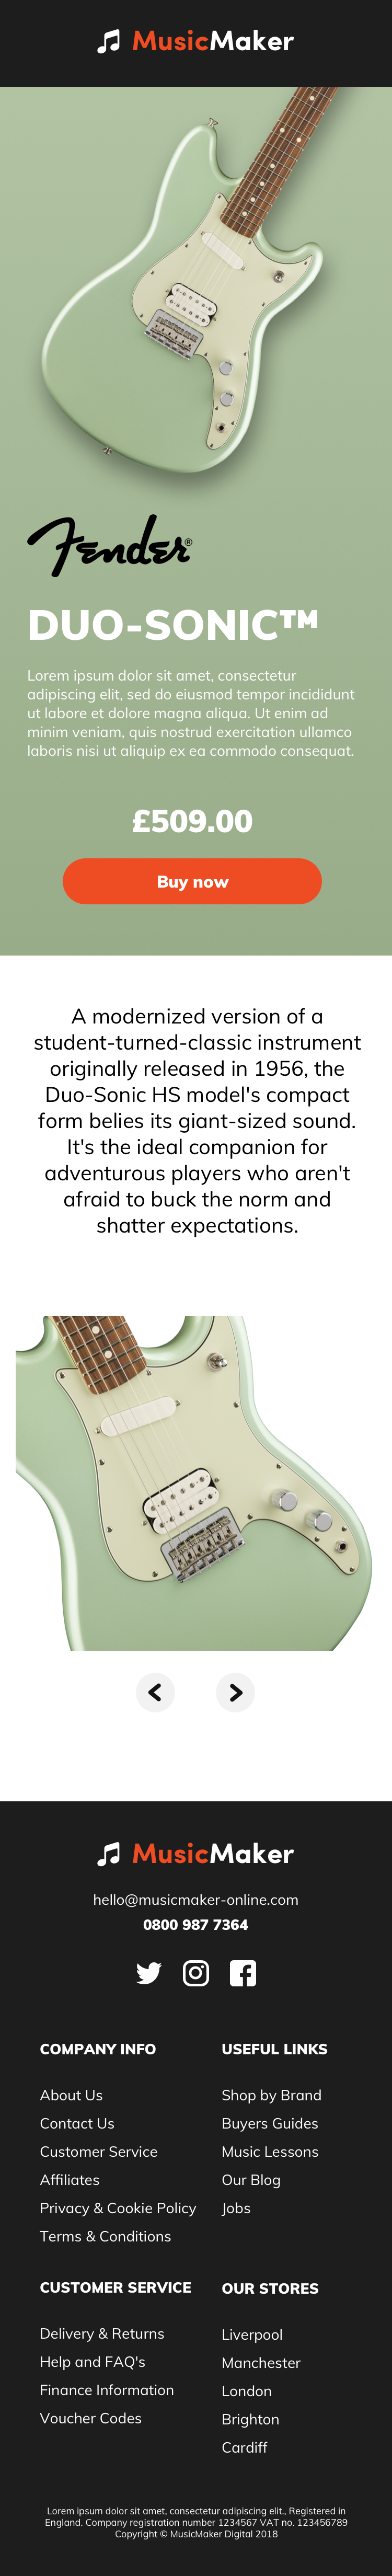 MusicMaker
Fender®
DUO-SONIC™
Lorem ipsum dolor sit amet, consectetur
adipiscing elit, sed do eiusmod tempor incididunt
ut labore et dolore magna aliqua. Ut enim ad
minim veniam, quis nostrud exercitation ullamco
laboris nisi ut aliquip ex ea commodo consequat.
£509.00
Buy now
A modernized version of a
student-turned-classic instrument
originally released in 1956, the
Duo-Sonic HS model's compact
form belies its giant-sized sound.
It's the ideal companion for
adventurous players who aren't
afraid to buck the norm and
shatter expectations.
MusicMaker
hello@musicmaker-online.com
0800 987 7364
COMPANY INFO
About Us
Contact Us
Customer Service
Affiliates
Privacy & Cookie Policy
Terms & Conditions
USEFUL LINKS
Shop by Brand
Buyers Guides
Music Lessons
Our Blog
Jobs
CUSTOMER SERVICE
Delivery & Returns
Help and FAQ's
Finance Information
Voucher Codes
OUR STORES
Liverpool
Manchester
London
Brighton
Cardiff
Lorem ipsum dolor sit amet, consectetur adipiscing elit., Registered in
England. Company registration number 1234567 VAT no. 123456789
Copyright © MusicMaker Digital 2018